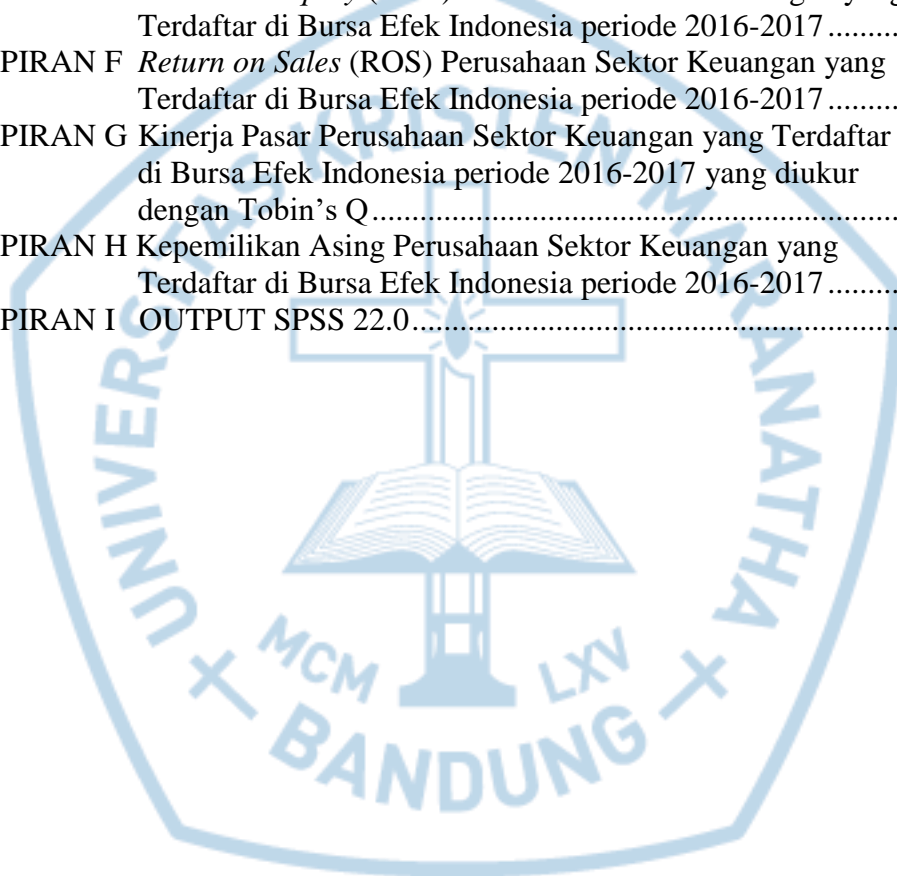 Terdaftar di Bursa Efek Indonesia periode 2016-2017.........
PIRAN F Return on Sales (ROS) Perusahaan Sektor Keuangan yang
Terdaftar di Bursa Efek Indonesia periode 2016-2017.........
PIRAN G Kinerja Pasar Perusahaan Sektor Keuangan yang Terdaftar
di Bursa Efek Indonesia periode 2016-2017 yang diukur
dengan Tobin's Q.................................................................
PIRAN H Kepemilikan Asing Perusahaan Sektor Keuangan yang
Terdaftar di Bursa Efek Indonesia periode 2016-2017.........
PIRAN I OUTPUT SPSS 22.0............................................................
UNIVERSITAS KRISTEN MARANATHA
MCM LXV
BANDUNG